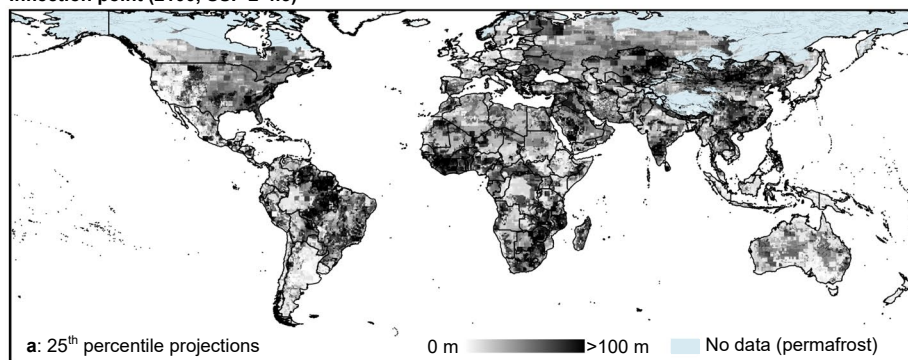 a: 25th percentile projections
0 m
>100 m
No data (permafrost)